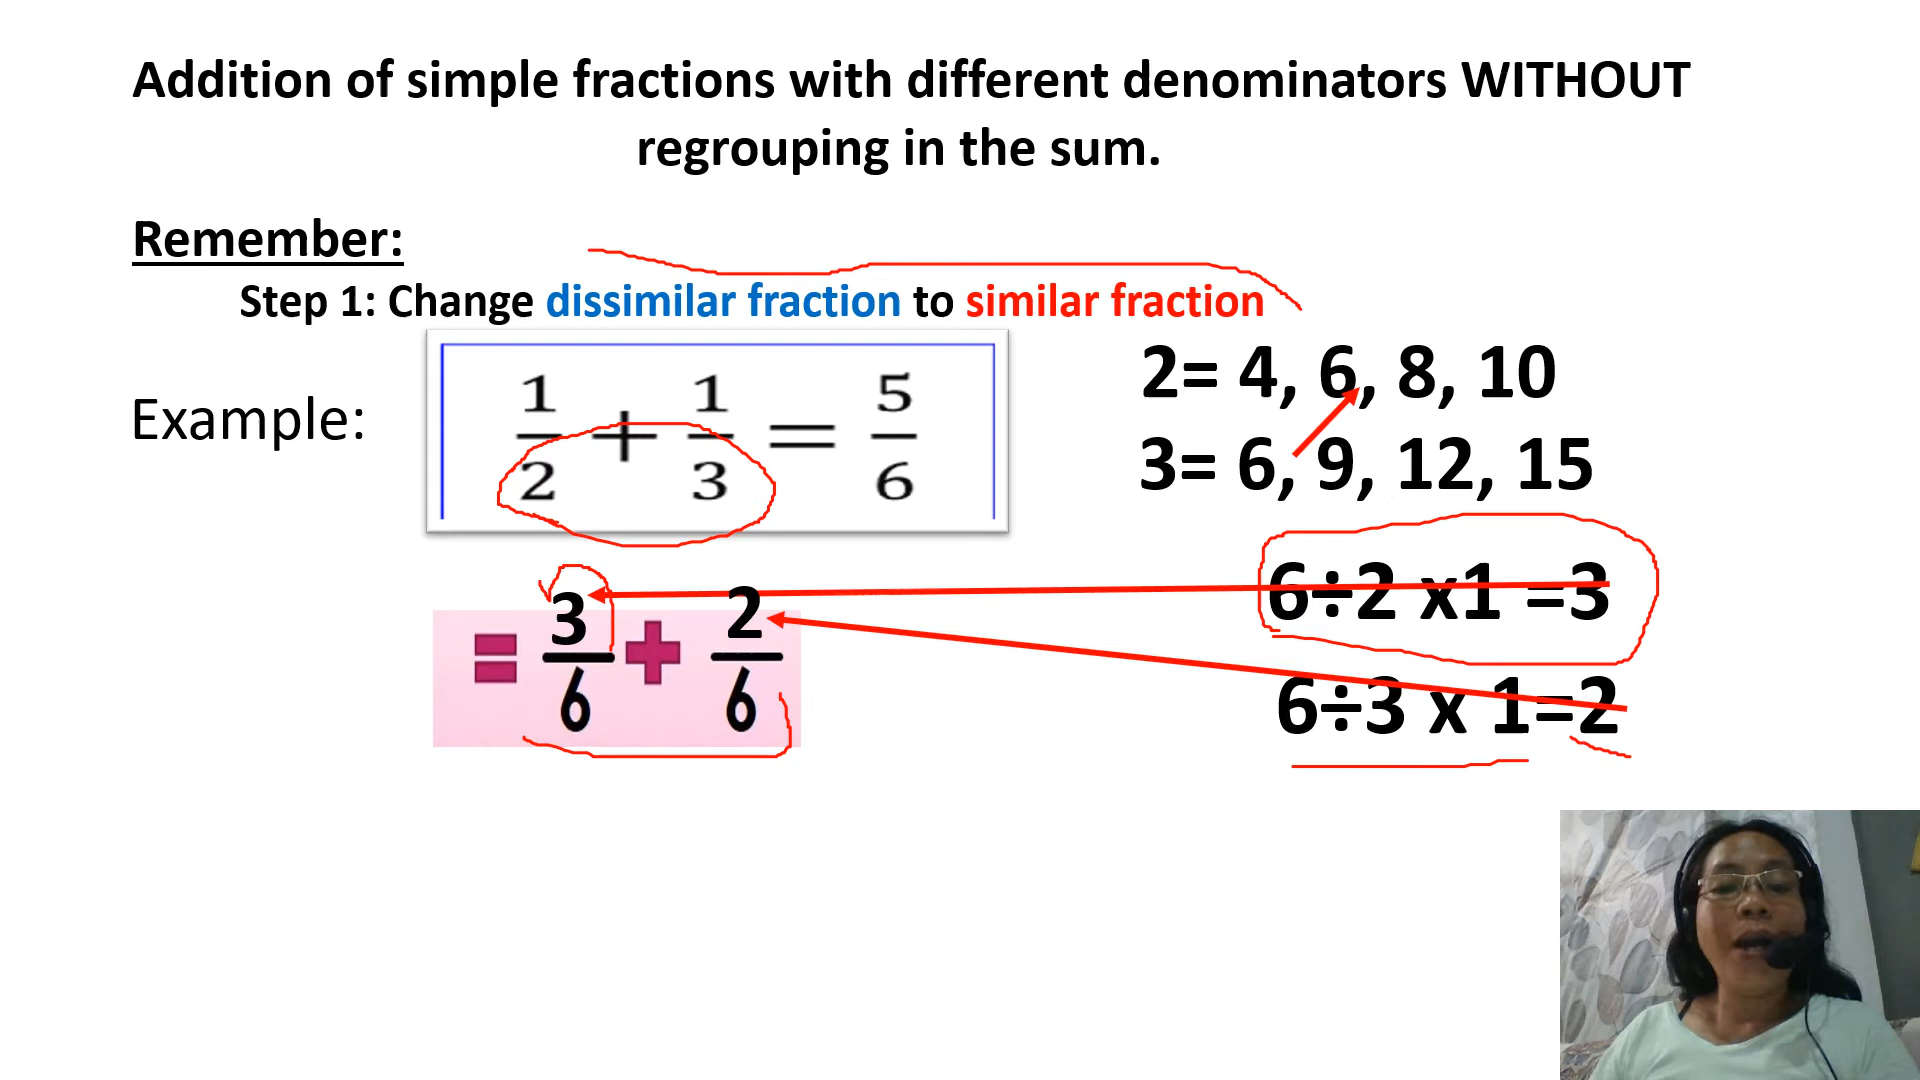 Addition of simple fractions with different denominators WITHOUT
regrouping in the sum.
Remember:
Step 1: Change dissimilar fraction to similar fraction
Example:
1/2 + 1/3 = 5/6
2= 4, 6, 8, 10
3= 6, 9, 12, 15
= 3/6 + 2/6
6÷2 x1 =3
6÷3 x 1=2